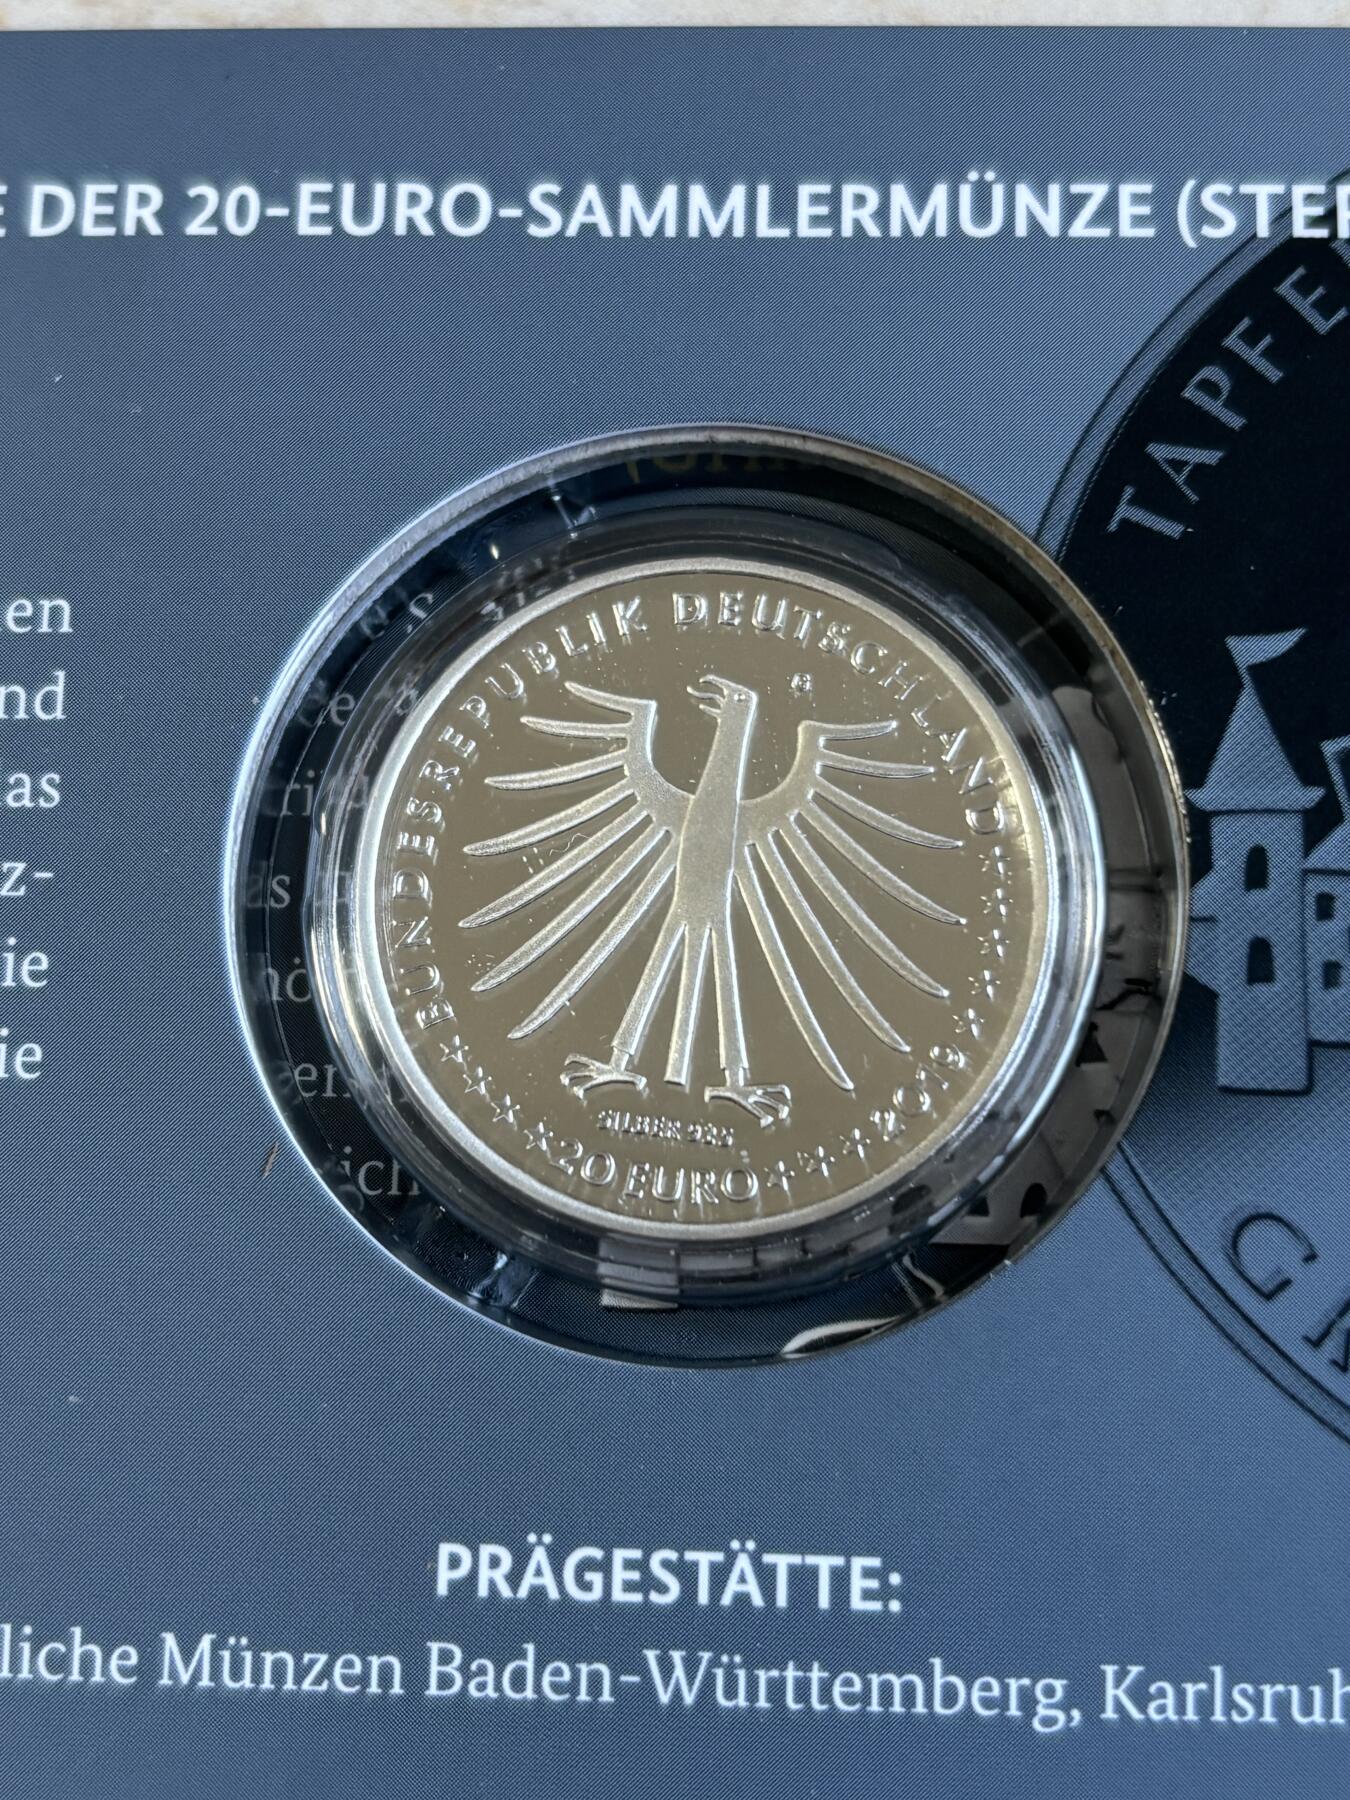 E DER 20-EURO-SAMMLERMÜNZE (STEP
TAPFE
en
nd
as
z-
ie
ie
BUNDESREPUBLIK DEUTSCHLAND
G
SILBER 925
20 EURO
2019
G
PRÄGESTÄTTE:
liche Münzen Baden-Württemberg, Karlsruh